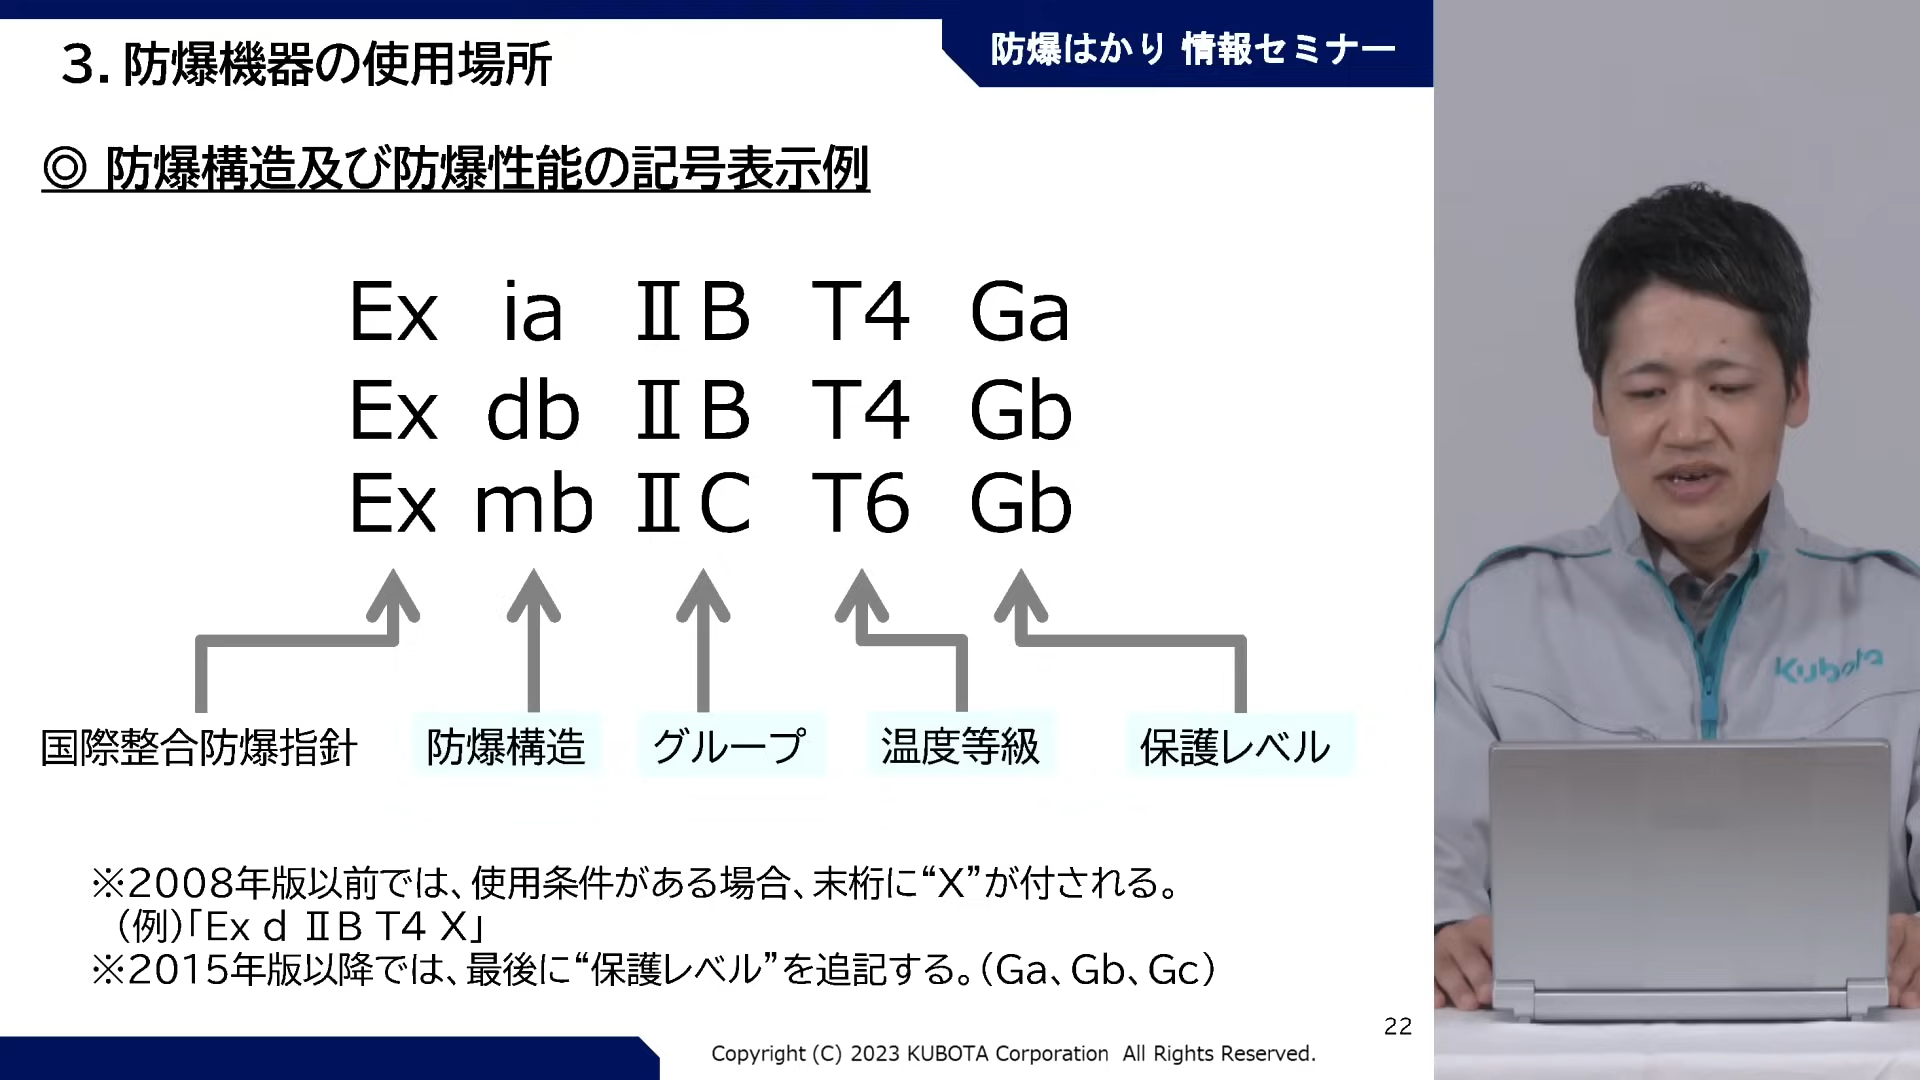 防爆はかり 情報セミナー
3. 防爆機器の使用場所
◎ 防爆構造及び防爆性能の記号表示例
Ex ia ⅡB T4 Ga
Ex db ⅡB T4 Gb
Ex mb ⅡC T6 Gb
国際整合防爆指針 防爆構造 グループ 温度等級 保護レベル
※2008年版以前では、使用条件がある場合、末桁に“X”が付される。
（例）「Ex d ⅡB T4 X」
※2015年版以降では、最後に“保護レベル”を追記する。（Ga、Gb、Gc）
22
Copyright (C) 2023 KUBOTA Corporation All Rights Reserved.
Kubota